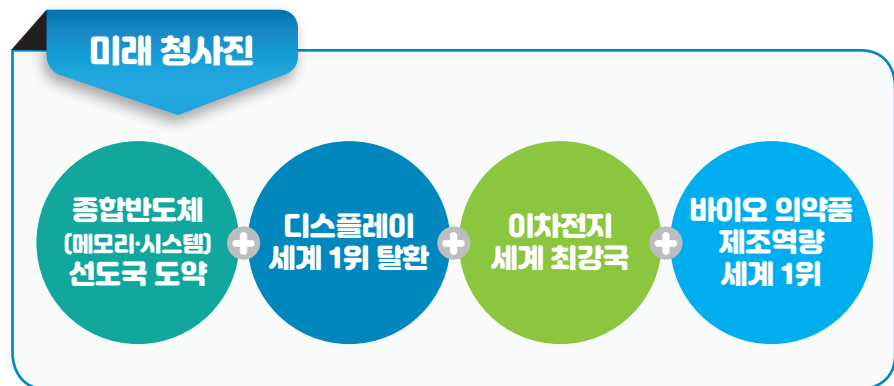 미래 청사진
종합반도체
(메모리·시스템)
선도국 도약
디스플레이
세계 1위 탈환
이차전지
세계 최강국
바이오 의약품
제조역량
세계 1위